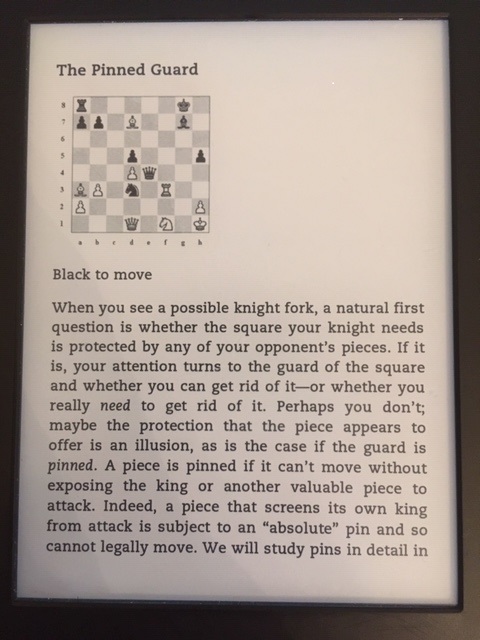 The Pinned Guard
8
7
6
5
4
3
2
1
a b c d e f g h
Black to move
When you see a possible knight fork, a natural first
question is whether the square your knight needs
is protected by any of your opponent's pieces. If it
is, your attention turns to the guard of the square
and whether you can get rid of it—or whether you
really need to get rid of it. Perhaps you don't;
maybe the protection that the piece appears to
offer is an illusion, as is the case if the guard is
pinned. A piece is pinned if it can't move without
exposing the king or another valuable piece to
attack. Indeed, a piece that screens its own king
from attack is subject to an "absolute" pin and so
cannot legally move. We will study pins in detail in